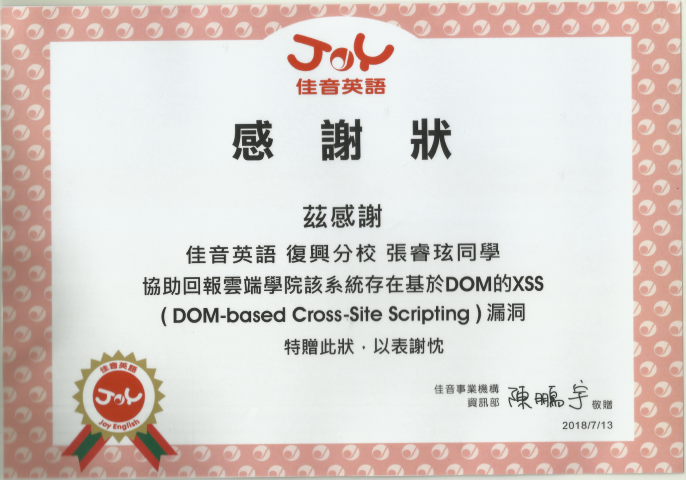 JOY
佳音英語
感謝狀
茲感謝
佳音英語 復興分校 張睿玹同學
協助回報雲端學院該系統存在基於DOM的XSS
( DOM-based Cross-Site Scripting ) 漏洞
特贈此狀，以表謝忱
佳音事業機構
資訊部 陳鵬宇 敬贈
2018/7/13
佳音英語
JOY
Joy English